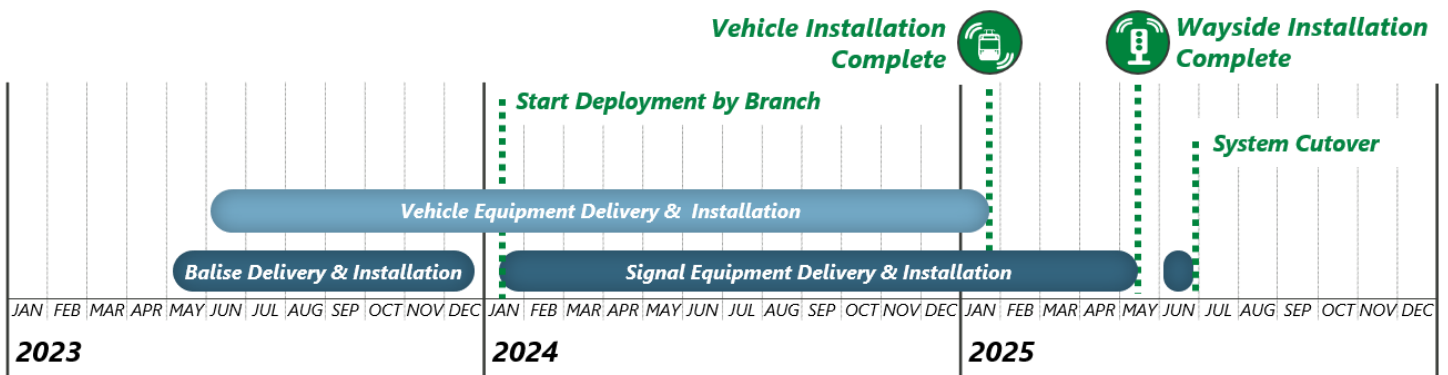 Vehicle Installation
Complete
Wayside Installation
Complete
Start Deployment by Branch
System Cutover
Vehicle Equipment Delivery & Installation
Balise Delivery & Installation
Signal Equipment Delivery & Installation
JAN FEB MAR APR MAY JUN JUL AUG SEP OCT NOV DEC JAN FEB MAR APR MAY JUN JUL AUG SEP OCT NOV DEC JAN FEB MAR APR MAY JUN JUL AUG SEP OCT NOV DEC
2023 2024 2025